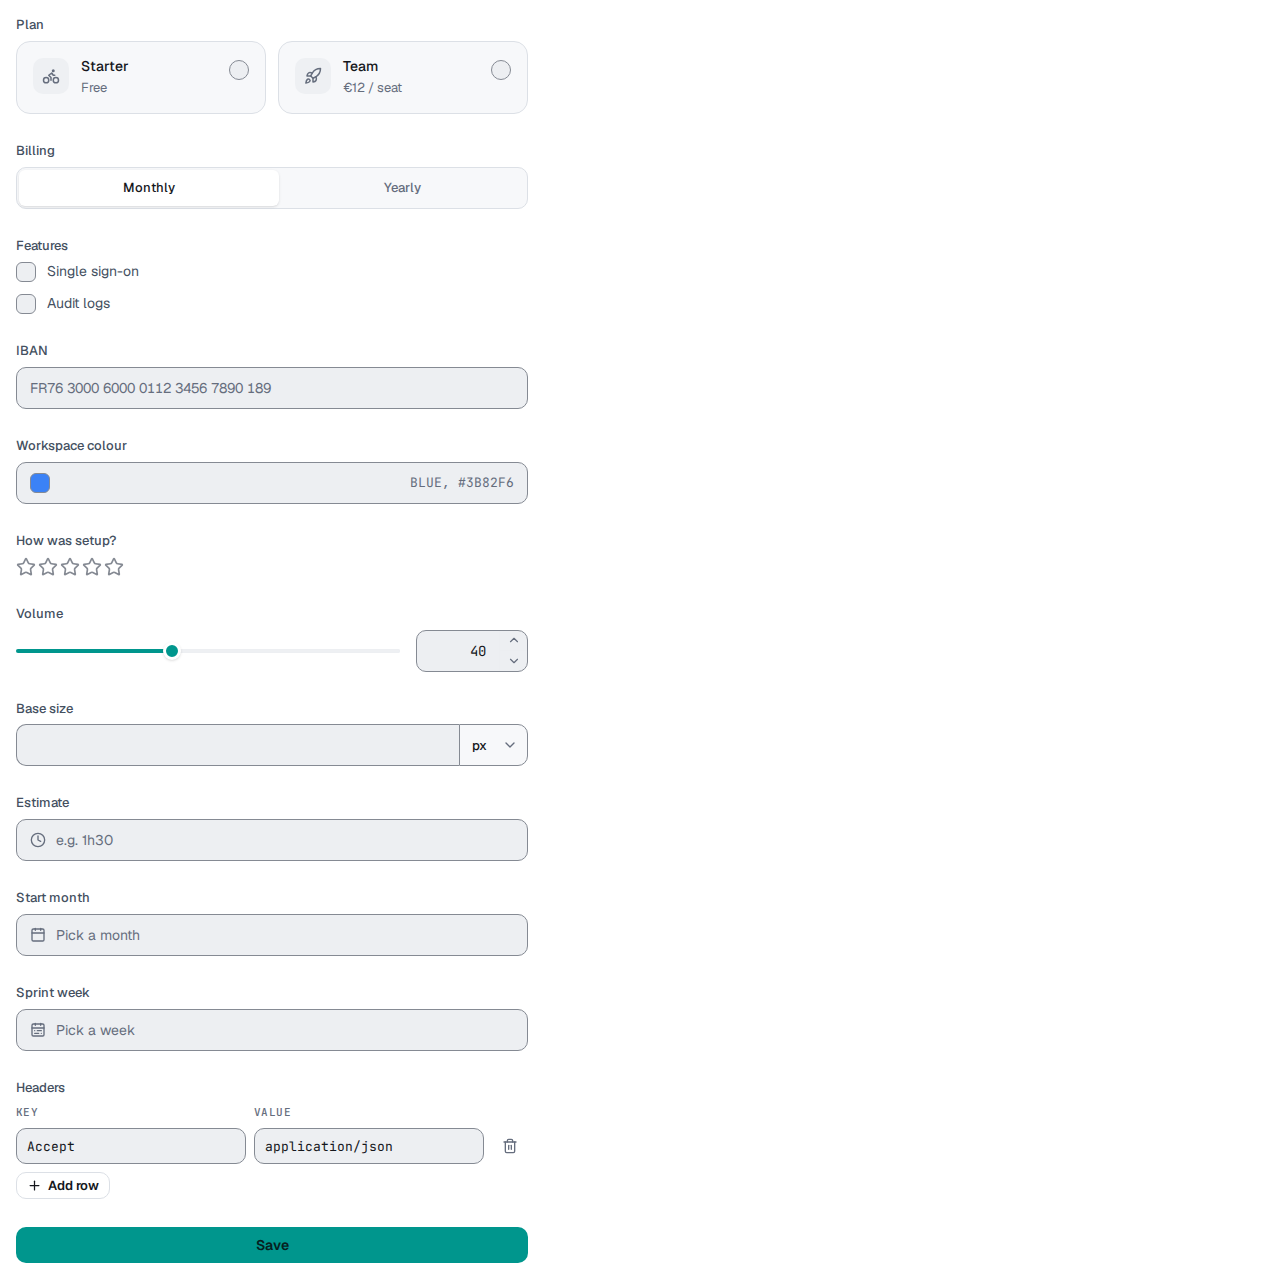 Plan
Starter
Free
Team
€12 / seat
Billing
Monthly
Yearly
Features
Single sign-on
Audit logs
IBAN
FR76 3000 6000 0112 3456 7890 189
Workspace colour
BLUE, #3B82F6
How was setup?
Volume
40
Base size
px
Estimate
e.g. 1h30
Start month
Pick a month
Sprint week
Pick a week
Headers
KEY
VALUE
Accept
application/json
Add row
Save